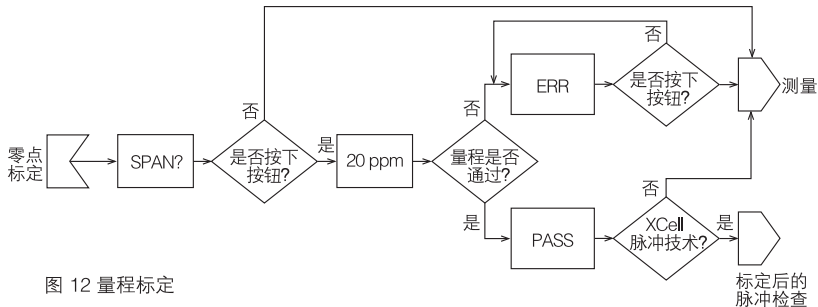 否
否
是否按下
按钮?
ERR
测量
否
否
零点
标定
SPAN?
是否按下
按钮?
是
20 ppm
量程是否
通过?
否
是
PASS
XCell
脉冲技术?
是
标定后的
脉冲检查
图 12 量程标定